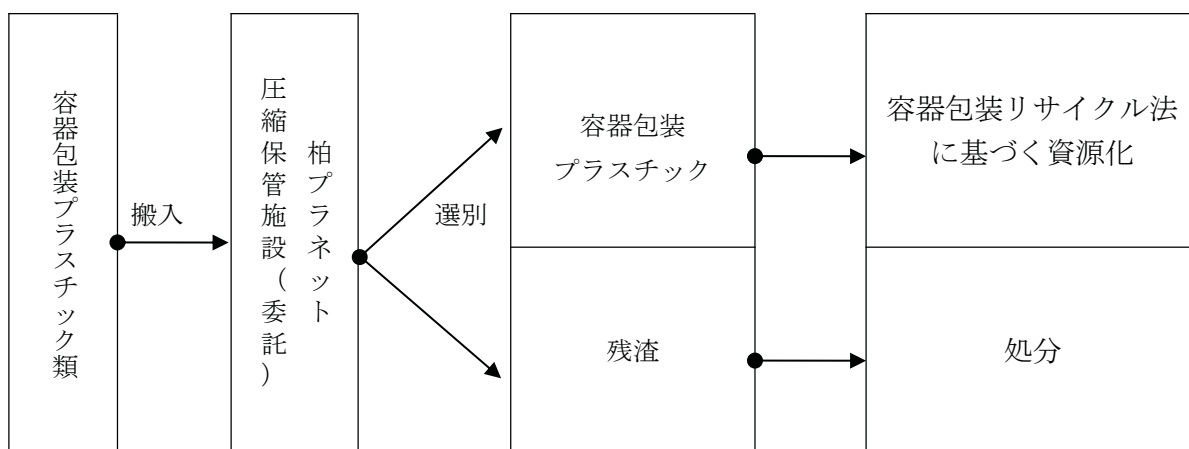 容器包装プラスチック類
搬入
柏プラネット
圧縮保管施設（委託）
選別
容器包装
プラスチック
容器包装リサイクル法
に基づく資源化
残渣
処分